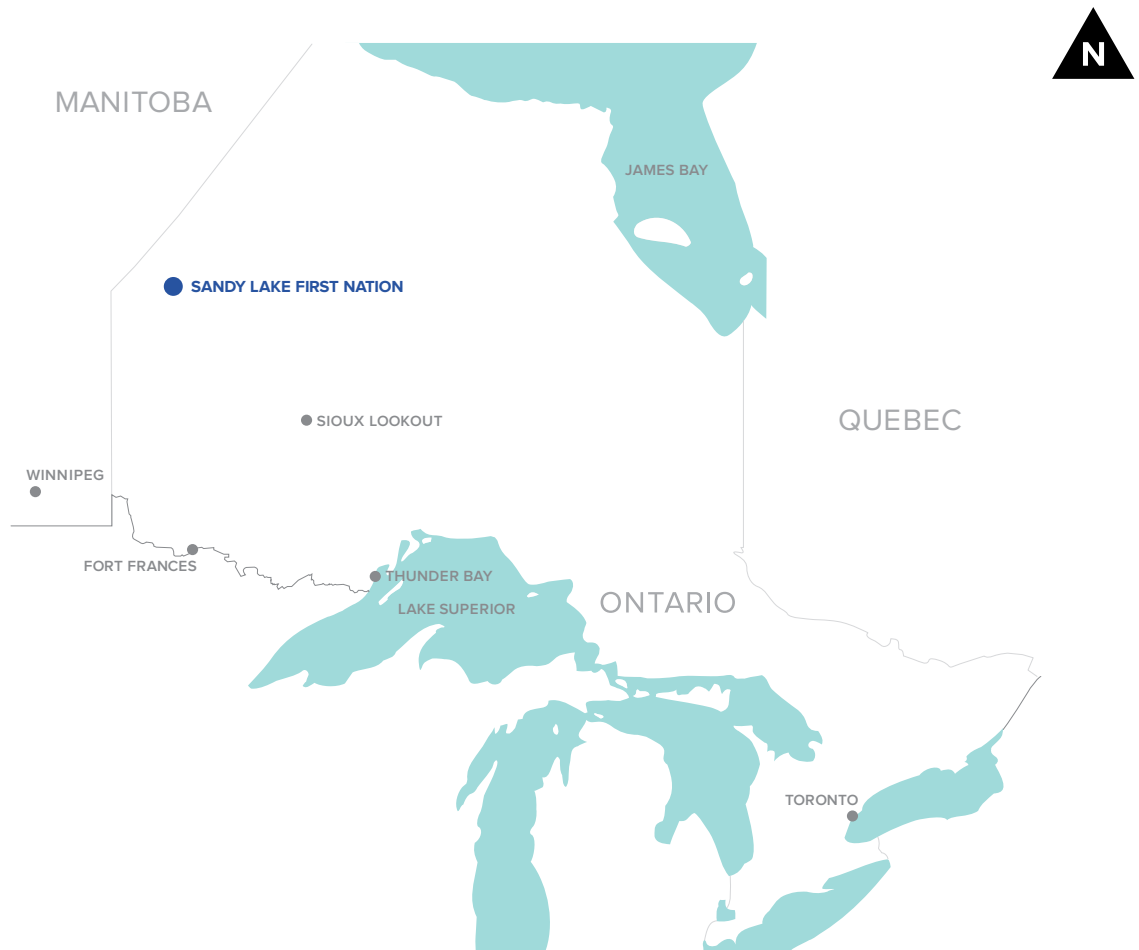 N
MANITOBA
JAMES BAY
SANDY LAKE FIRST NATION
SIOUX LOOKOUT
QUEBEC
WINNIPEG
FORT FRANCES
THUNDER BAY
ONTARIO
LAKE SUPERIOR
TORONTO